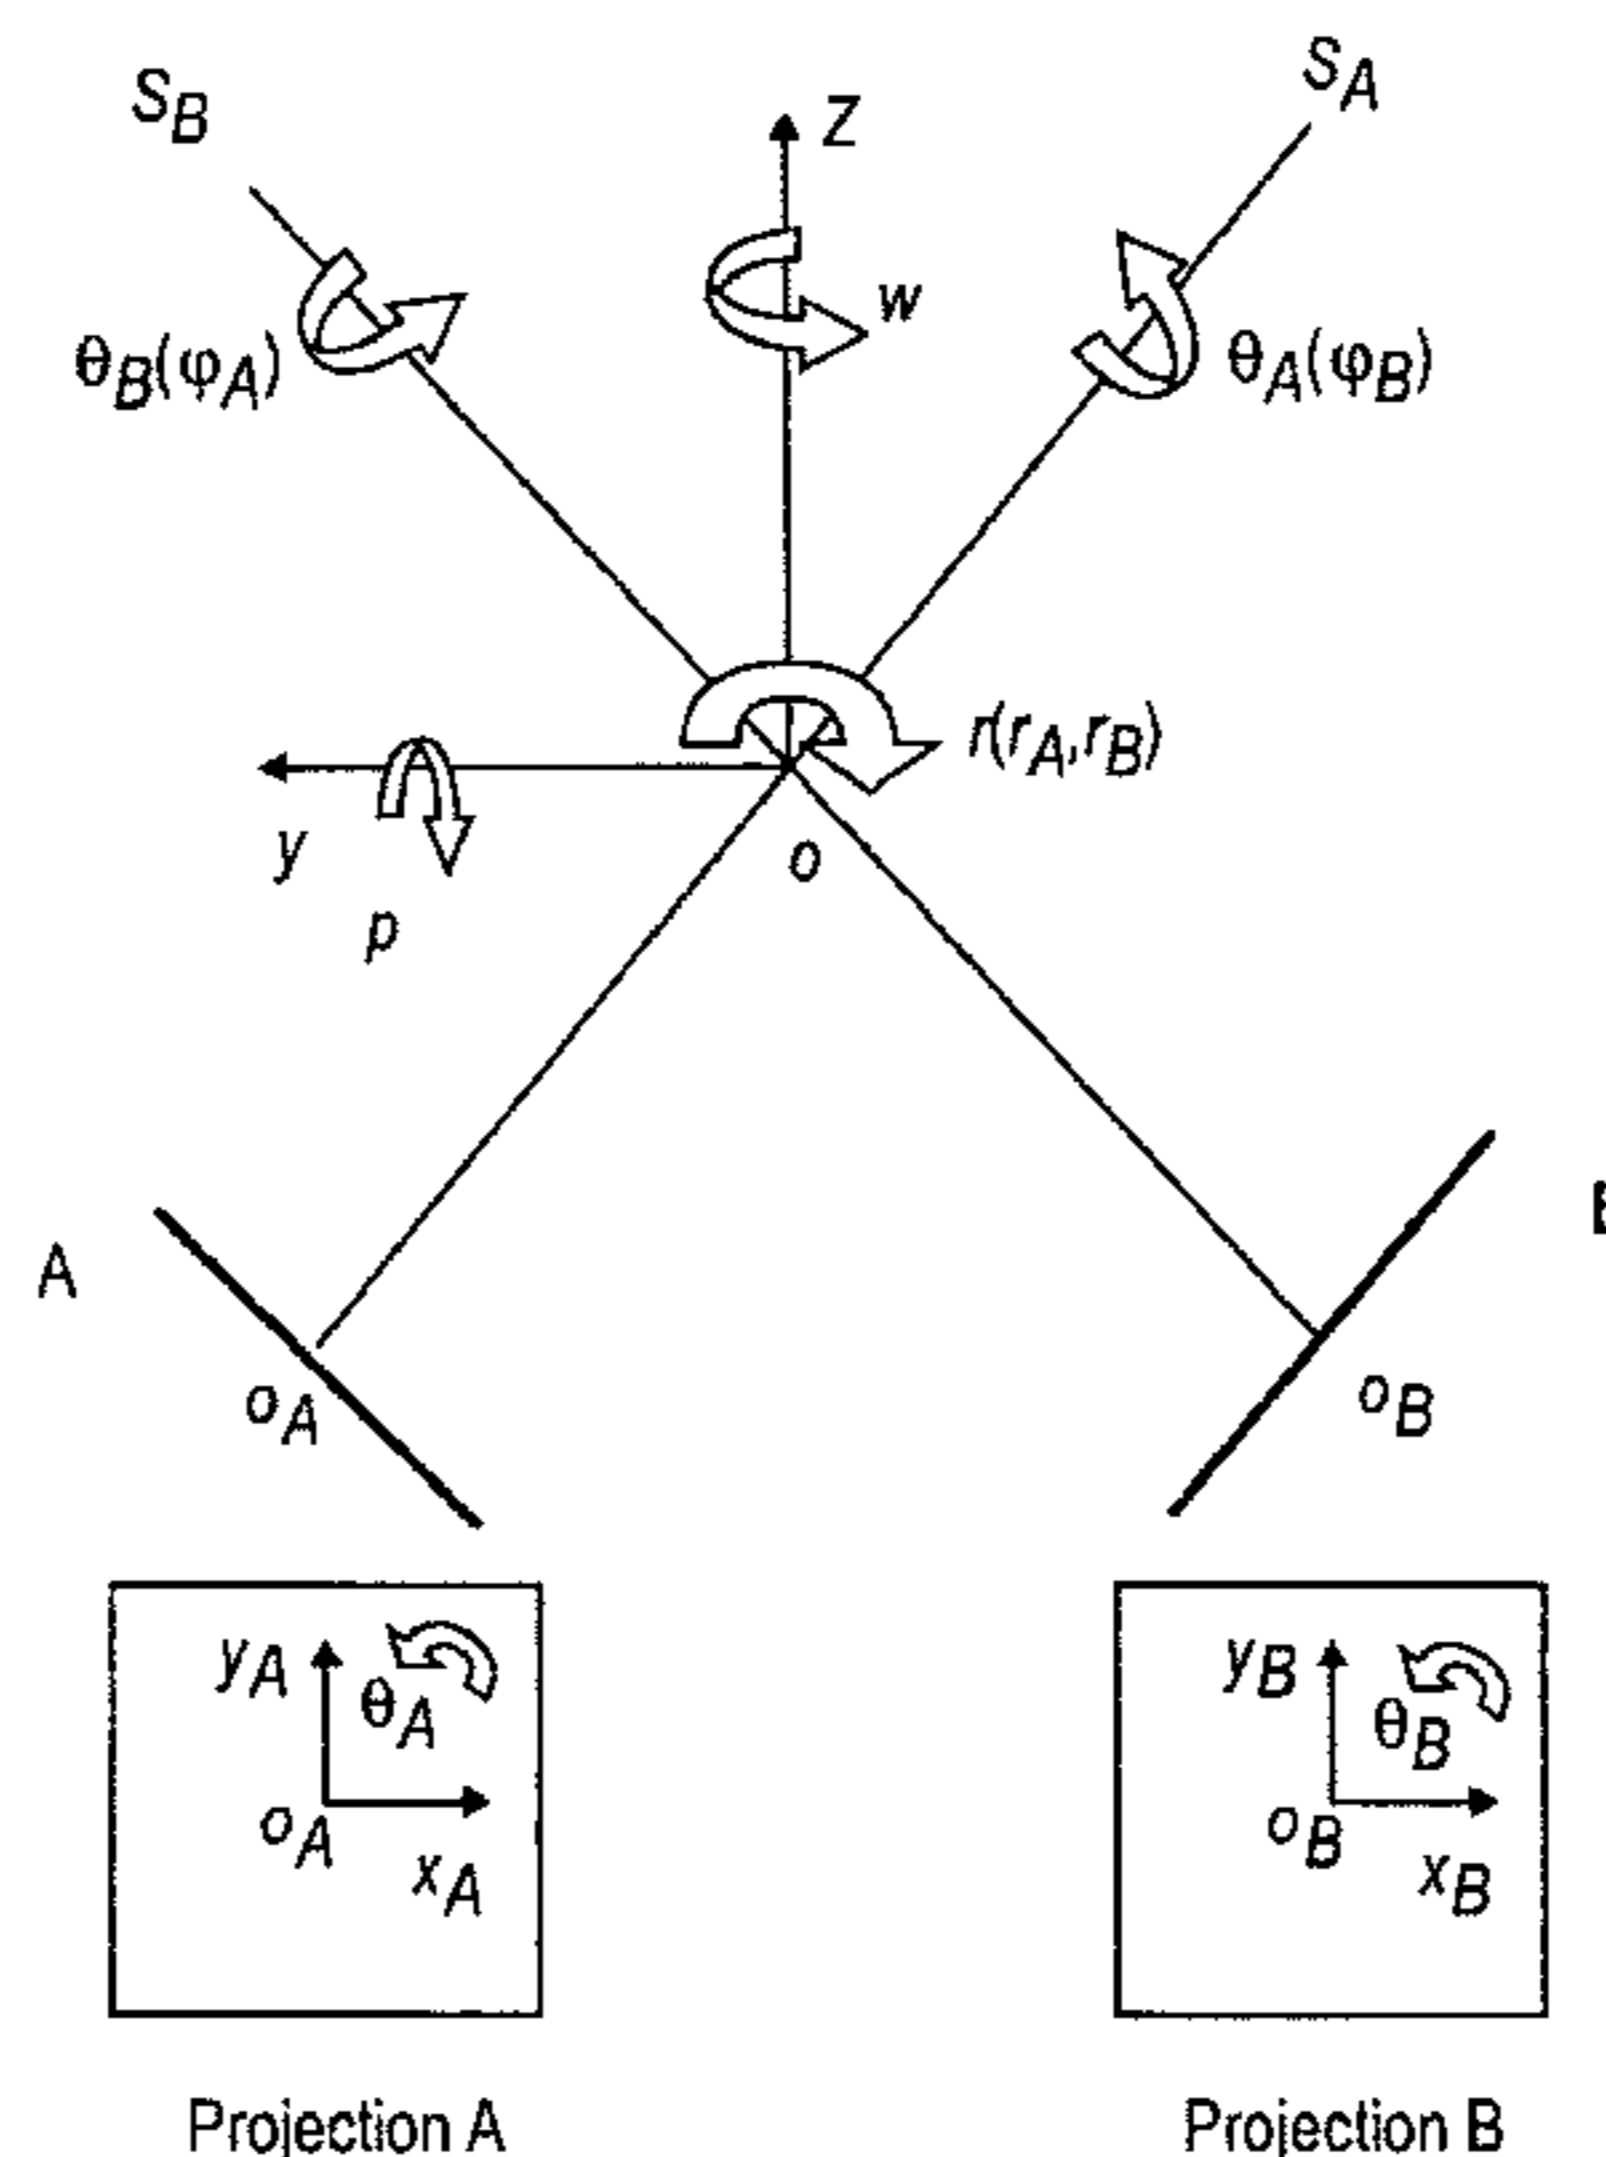 S_B
S_A
Z
w
θ_B(φ_A)
θ_A(φ_B)
r(r_A,r_B)
y
o
p
A
o_A
o_B
y_A
θ_A
o_A
x_A
y_B
θ_B
o_B
x_B
Projection A
Projection B